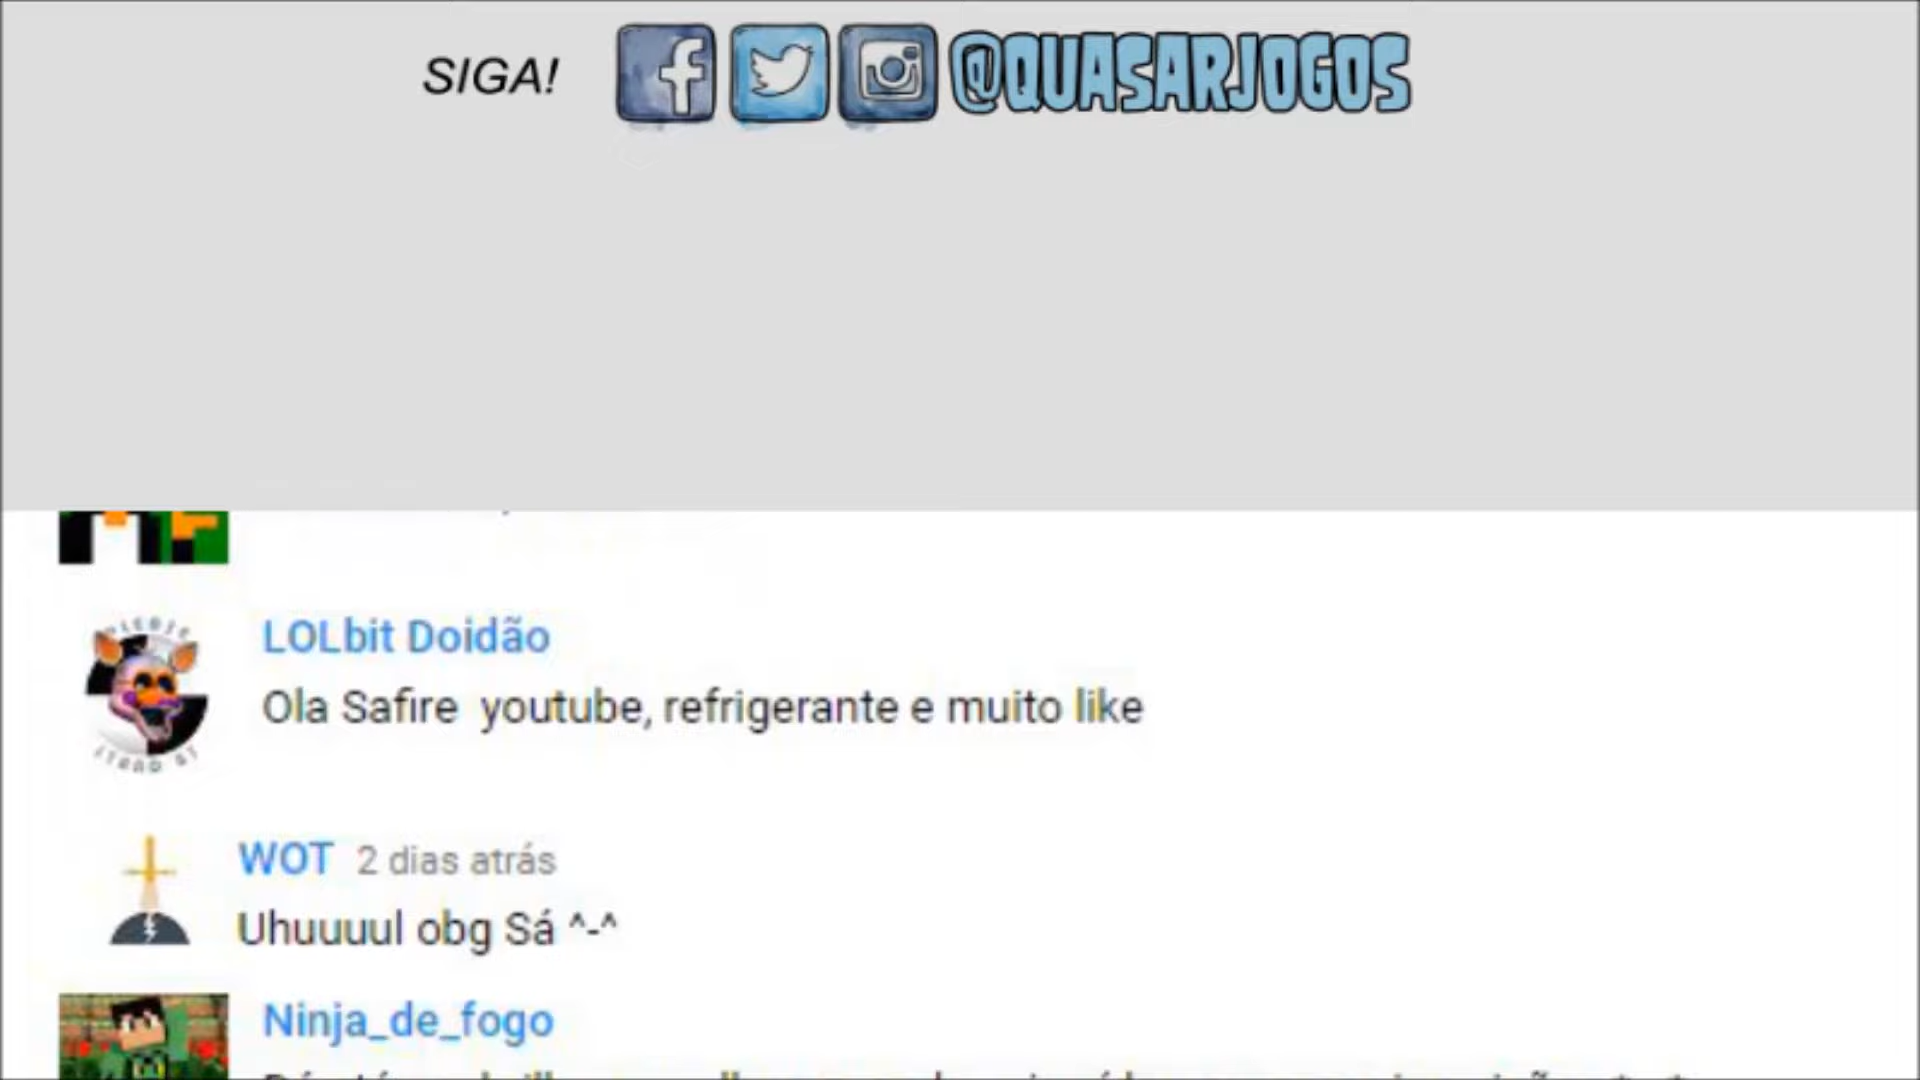 SIGA! @QUASARJOGOS
LOLbit Doidão
Ola Safire youtube, refrigerante e muito like
WOT 2 dias atrás
Uhuuuul obg Sá ^-^
Ninja_de_fogo